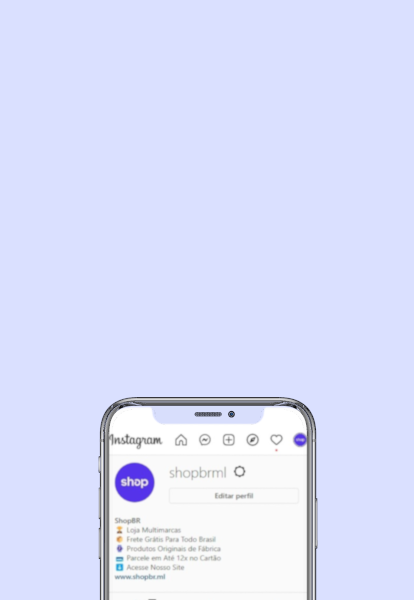 Instagram
shop
shopbrml
Editar perfil
ShopBR
Loja Multimarcas
Frete Grátis Para Todo Brasil
Produtos Originais de Fábrica
Parcele em Até 12x no Cartão
Acesse Nosso Site
www.shopbr.ml